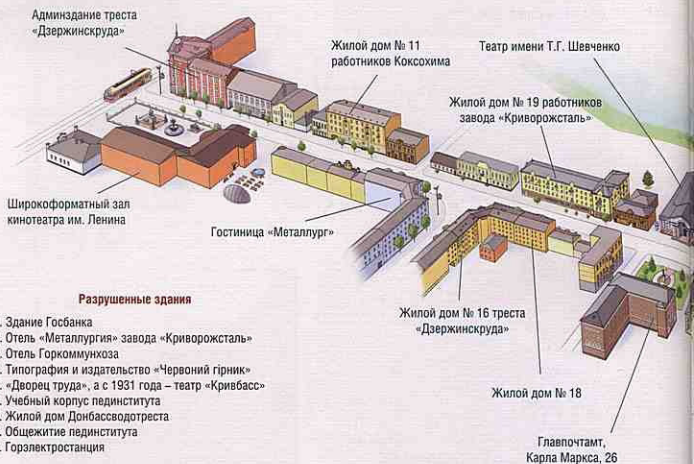 Админздание треста
«Дзержинскруда»
Жилой дом № 11
работников Коксохима
Театр имени Т.Г. Шевченко
Жилой дом № 19 работников
завода «Криворожсталь»
Широкоформатный зал
кинотеатра им. Ленина
Гостиница «Металлург»
Жилой дом № 16 треста
«Дзержинскруда»
Жилой дом № 18
Главпочтамт,
Карла Маркса, 26
Разрушенные здания
. Здание Госбанка
. Отель «Металлургия» завода «Криворожсталь»
. Отель Горкоммунхоза
. Типография и издательство «Червоний гірник»
. «Дворец труда», а с 1931 года – театр «Кривбасс»
. Учебный корпус пединститута
. Жилой дом Донбассводотреста
. Общежитие пединститута
. Горэлектростанция